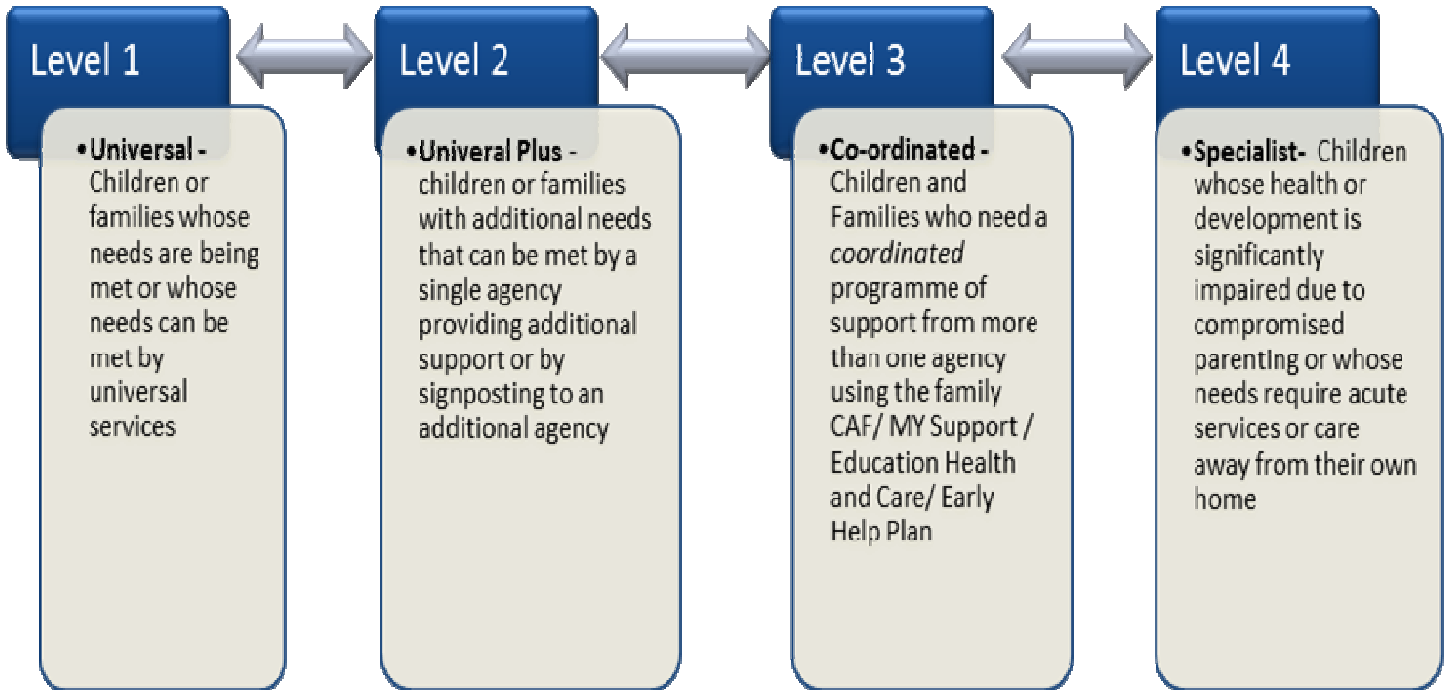 Level 1
•Universal -
Children or
families whose
needs are being
met or whose
needs can be
met by
universal
services
Level 2
•Univeral Plus -
children or families
with additional needs
that can be met by a
single agency
providing additional
support or by
signposting to an
additional agency
Level 3
•Co-ordinated -
Children and
Families who need a
coordinated
programme of
support from more
than one agency
using the family
CAF/ MY Support /
Education Health
and Care/ Early
Help Plan
Level 4
•Specialist- Children
whose health or
development is
significantly
impaired due to
compromised
parenting or whose
needs require acute
services or care
away from their own
home